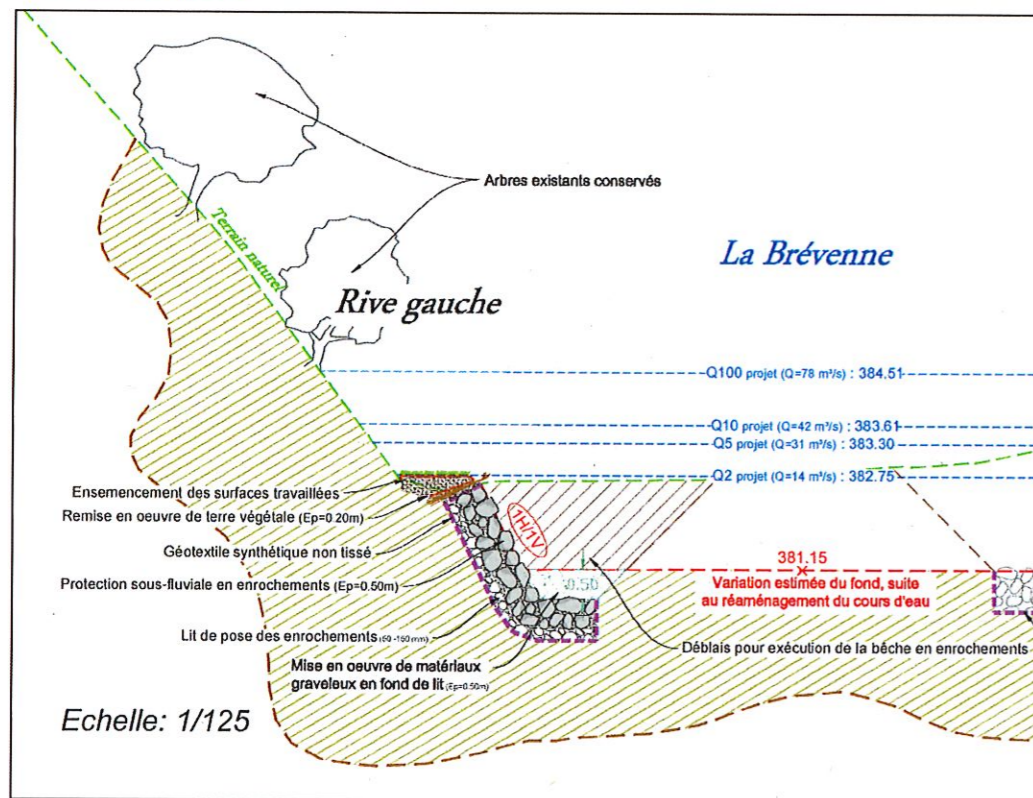 Arbres existants conservés
Terrain naturel
La Brévenne
Rive gauche
Q100 projet (Q=78 m³/s) : 384.51
Q10 projet (Q=42 m³/s) : 383.61
Q5 projet (Q=31 m³/s) : 383.30
Q2 projet (Q=14 m³/s) : 382.75
Ensemencement des surfaces travaillées
Remise en oeuvre de terre végétale (Ep=0.20m)
Géotextile synthétique non tissé
1H/1V
Protection sous-fluviale en enrochements (Ep=0.50m)
0.50
381.15
Variation estimée du fond, suite
au réaménagement du cours d'eau
Lit de pose des enrochements (50 -150 mm)
Déblais pour exécution de la bêche en enrochements
Mise en oeuvre de matériaux
graveleux en fond de lit (Ep=0.50m)
Echelle: 1/125